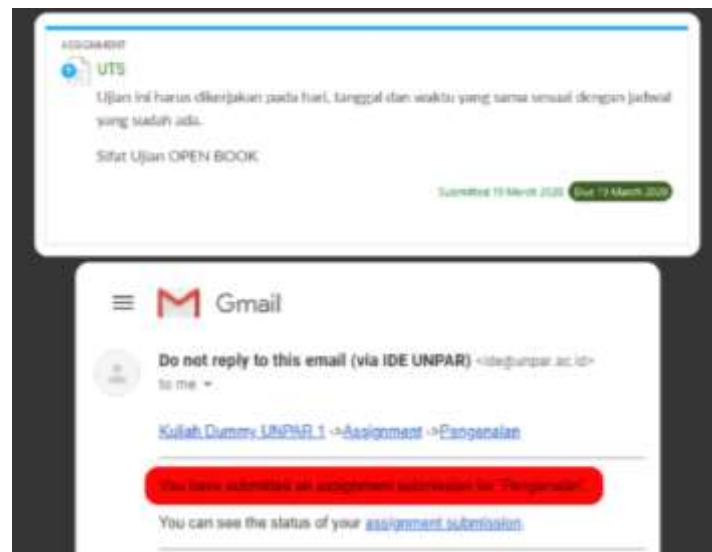 ASSIGNMENT
UTS
Ujian ini harus dikerjakan pada hari, tanggal dan waktu yang sama sesuai dengan jadwal
yang sudah ada.
Sifat Ujian OPEN BOOK
Submitted 19 March 2020 Due 19 March 2020
Gmail
Do not reply to this email (via IDE UNPAR) <ide@unpar.ac.id>
to me
Kuliah Dummy UNPAR 1 ->Assignment ->Pengenalan
You have submitted an assignment submission for 'Pengenalan'.
You can see the status of your assignment submission.